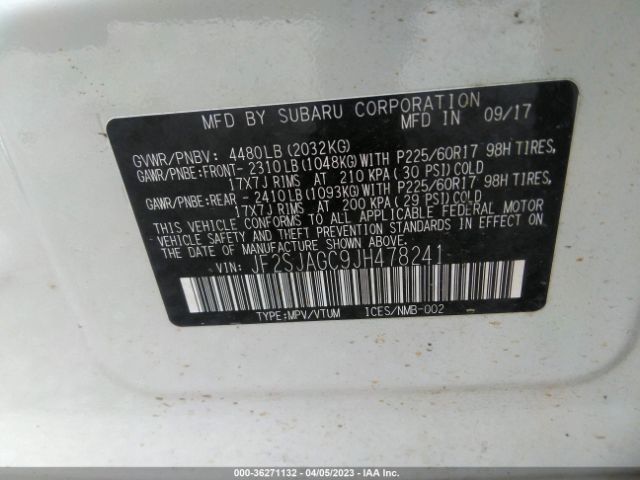 MFD BY SUBARU CORPORATION
MFD IN 09/17
GVWR/PNBV: 4480LB(2032KG)
GAWR/PNBE:FRONT- 2310LB(1048KG)WITH P225/60R17 98H TIRES,
17X7J RIMS AT 210 KPA( 30 PSI)COLD
GAWR/PNBE:REAR - 2410LB(1093KG)WITH P225/60R17 98H TIRES,
17X7J RIMS AT 200 KPA( 29 PSI)COLD
THIS VEHICLE CONFORMS TO ALL APPLICABLE FEDERAL MOTOR
VEHICLE SAFETY AND THEFT PREVENTION STANDARDS IN EFFECT ON
THE DATE OF MANUFACTURE SHOWN ABOVE.
VIN: JF2SJAGC9JH478241
TYPE:MPV/VTUM ICES/NMB-002
000-36271132 - 04/05/2023 - IAA Inc.